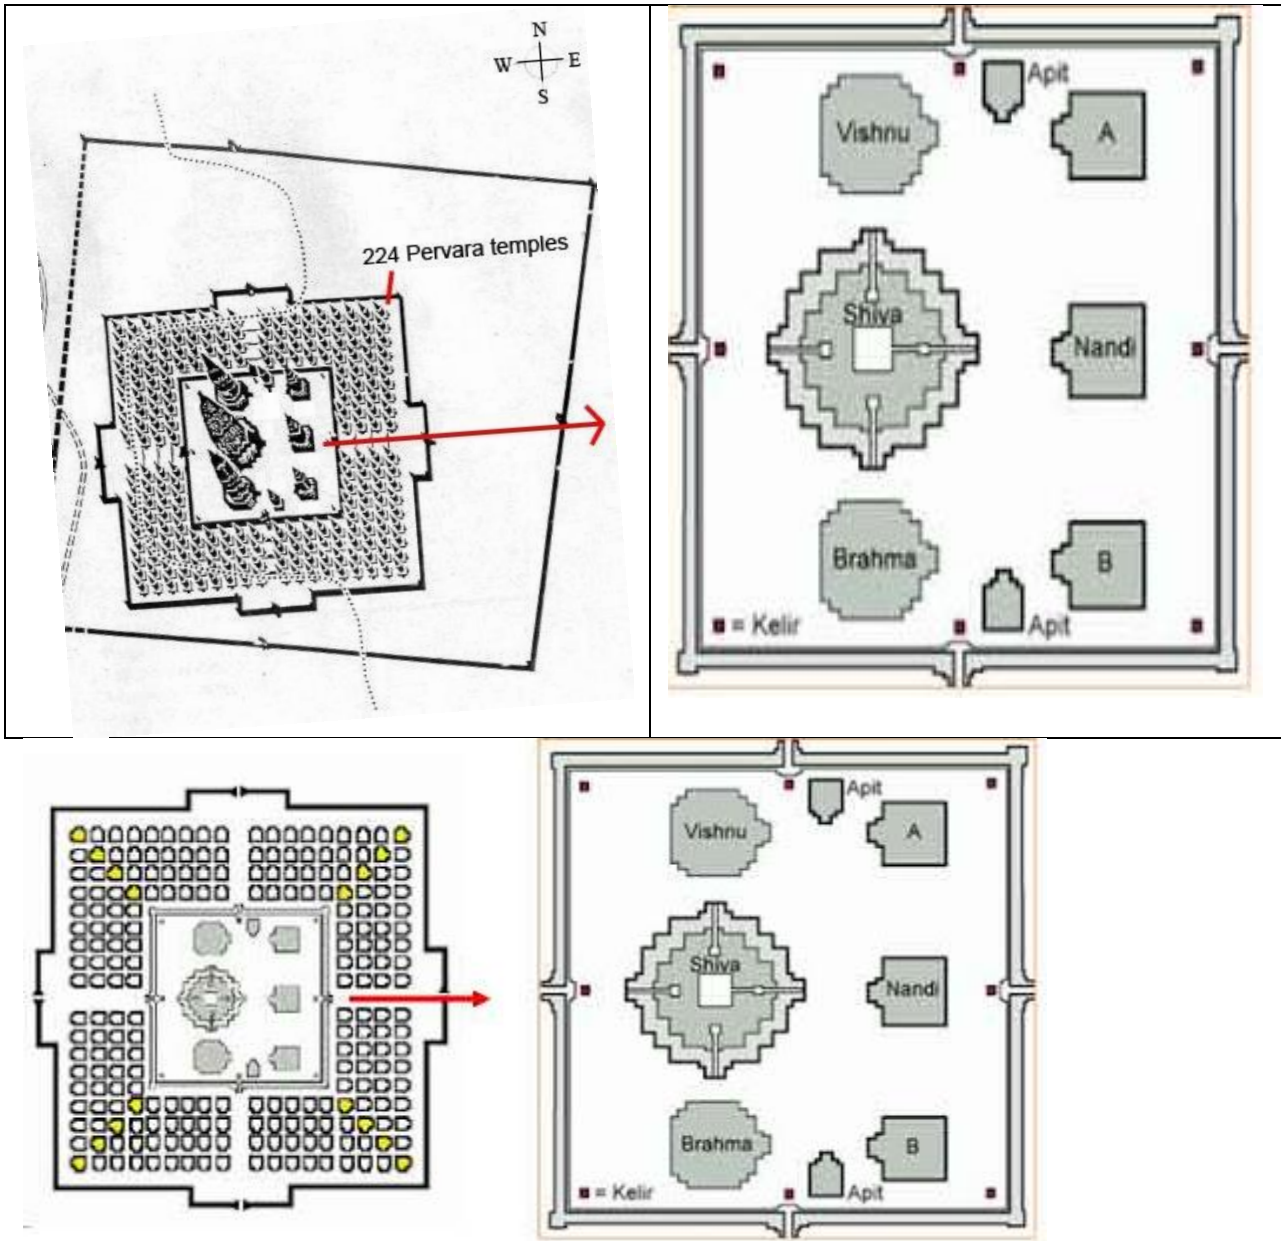 N
W E
S
224 Pervara temples
Apit
Vishnu
A
Shiva
Nandi
Brahma
B
= Kelir
Apit
Apit
Vishnu
A
Shiva
Nandi
Brahma
B
= Kelir
Apit